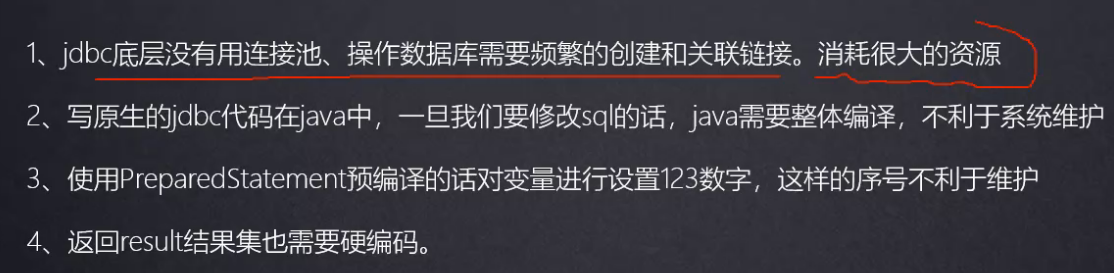 1、jdbc底层没有用连接池、操作数据库需要频繁的创建和关联链接。消耗很大的资源
2、写原生的jdbc代码在java中，一旦我们要修改sql的话，java需要整体编译，不利于系统维护
3、使用PreparedStatement预编译的话对变量进行设置123数字，这样的序号不利于维护
4、返回result结果集也需要硬编码。